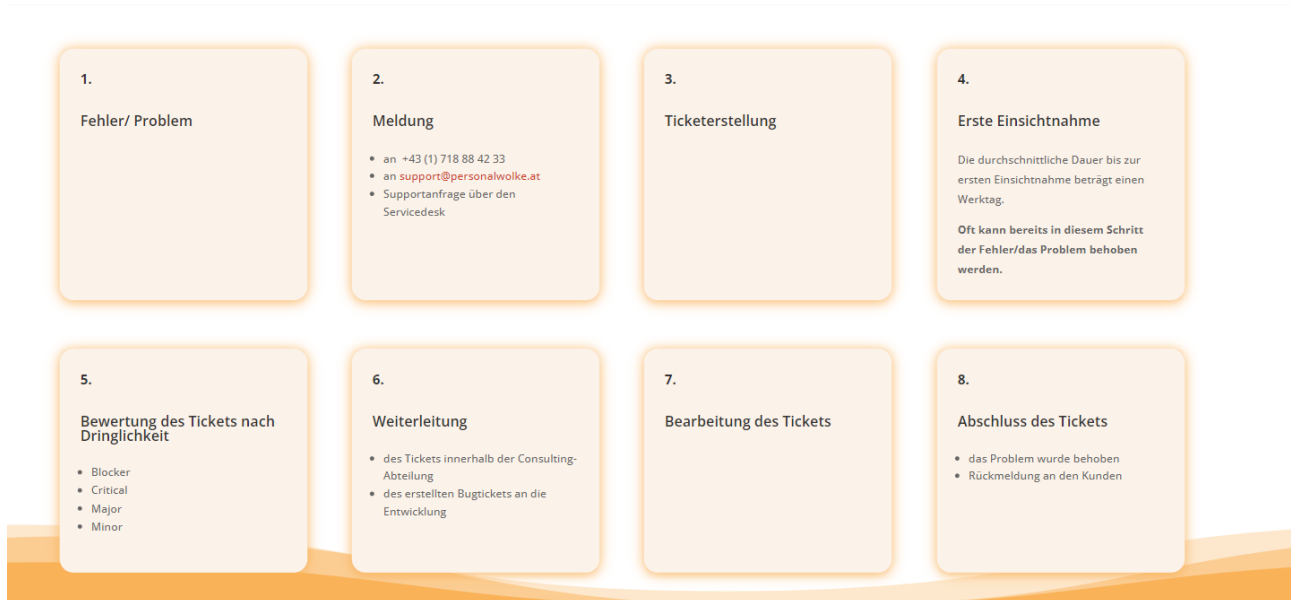 1.
Fehler/ Problem
2.
Meldung
an +43 (1) 718 88 42 33
an support@personalwolke.at
Supportanfrage über den
Servicedesk
3.
Ticketerstellung
4.
Erste Einsichtnahme
Die durchschnittliche Dauer bis zur
ersten Einsichtnahme beträgt einen
Werktag.
Oft kann bereits in diesem Schritt
der Fehler/das Problem behoben
werden.
5.
Bewertung des Tickets nach
Dringlichkeit
Blocker
Critical
Major
Minor
6.
Weiterleitung
des Tickets innerhalb der Consulting-
Abteilung
des erstellten Bugtickets an die
Entwicklung
7.
Bearbeitung des Tickets
8.
Abschluss des Tickets
das Problem wurde behoben
Rückmeldung an den Kunden